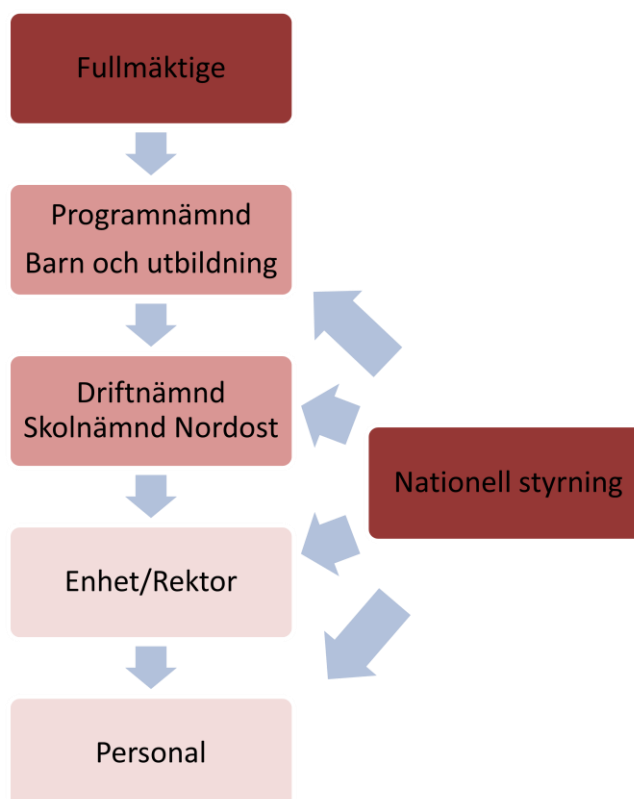 Fullmäktige
Programnämnd
Barn och utbildning
Driftnämnd
Skolnämnd Nordost
Nationell styrning
Enhet/Rektor
Personal